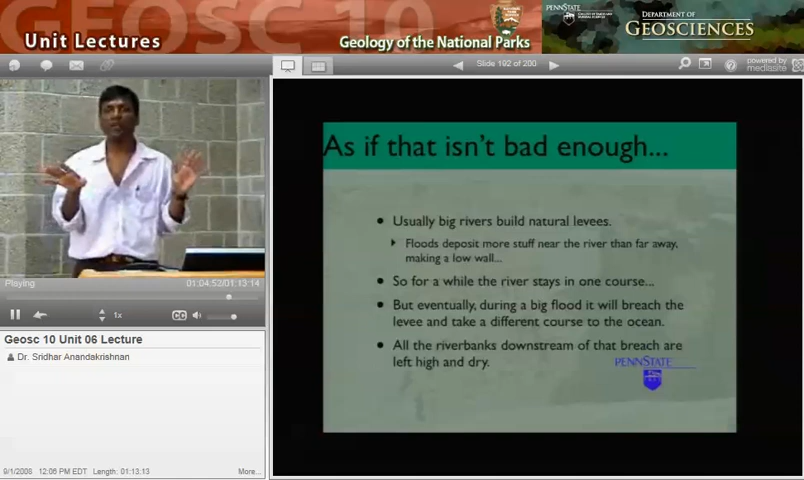 GEOSC 10
Unit Lectures
Geology of the National Parks
PENNSTATE
DEPARTMENT OF
GEOSCIENCES
Slide 192 of 200
powered by
mediasite
As if that isn't bad enough...
Usually big rivers build natural levees.
Floods deposit more stuff near the river than far away,
making a low wall...
So for a while the river stays in one course...
But eventually, during a big flood it will breach the
levee and take a different course to the ocean.
All the riverbanks downstream of that breach are
left high and dry.
PENNSTATE
Playing
01:04:52/01:13:14
1x
CC
Geosc 10 Unit 06 Lecture
Dr. Sridhar Anandakrishnan
9/1/2008 12:06 PM EDT Length: 01:13:13
More...